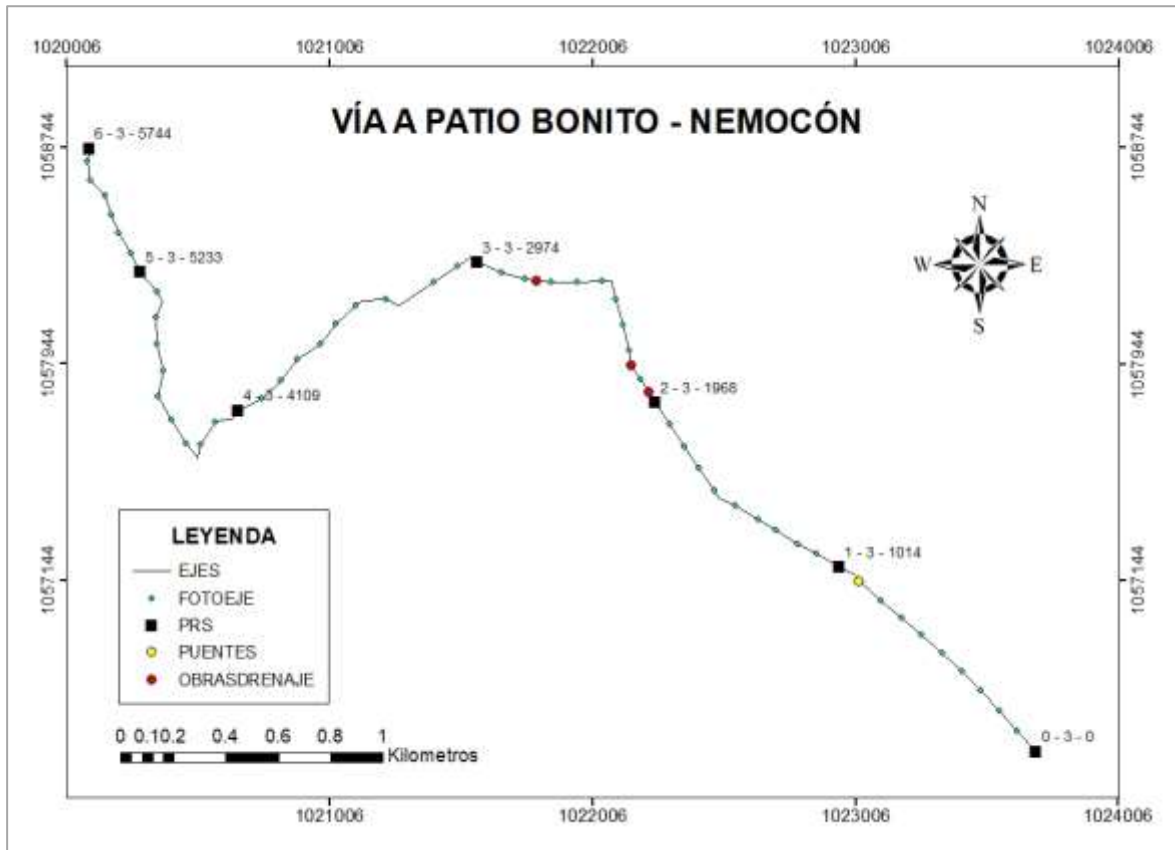 1020006 1021006 1022006 1023006 1024006
VÍA A PATIO BONITO - NEMOCÓN
1058744
1058744
6 - 3 - 5744
N
W E
S
3 - 3 - 2974
5 - 3 - 5233
1057944
1057944
2 - 3 - 1968
4 - 3 - 4109
1 - 3 - 1014
1057144
1057144
LEYENDA
EJES
FOTOEJE
PRS
PUENTES
OBRASDRENAJE
0 - 3 - 0
0 0.10.2 0.4 0.6 0.8 1
Kilometros
1020006 1021006 1022006 1023006 1024006